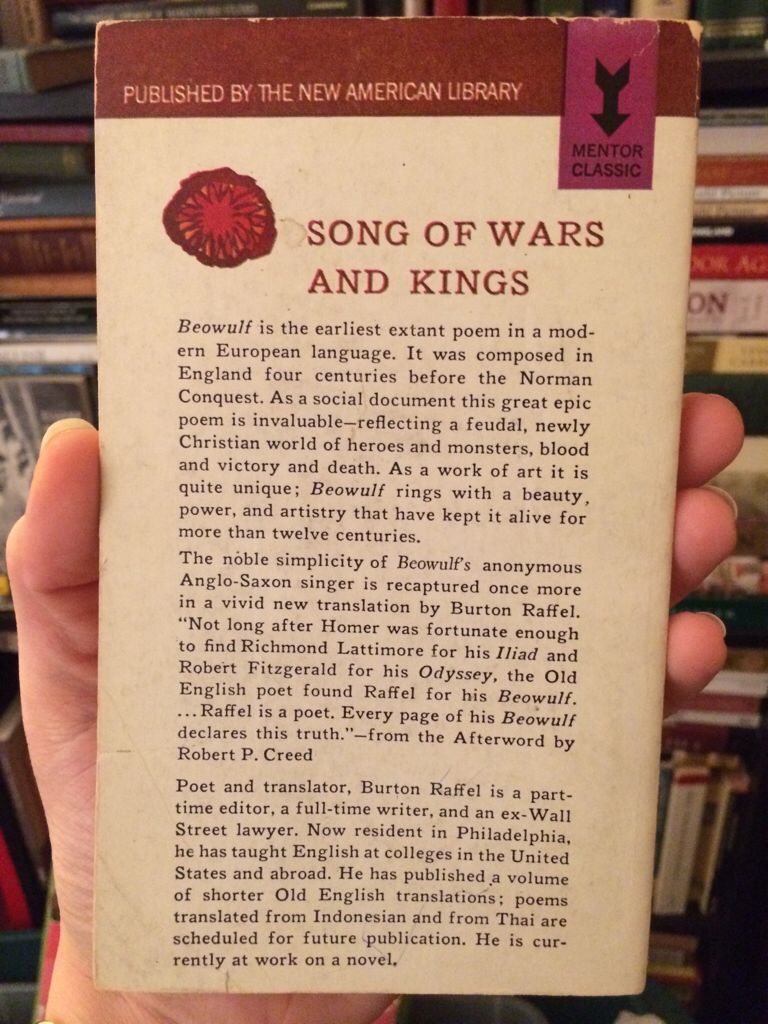 PUBLISHED BY THE NEW AMERICAN LIBRARY
MENTOR
CLASSIC
SONG OF WARS
AND KINGS
Beowulf is the earliest extant poem in a mod-
ern European language. It was composed in
England four centuries before the Norman
Conquest. As a social document this great epic
poem is invaluable—reflecting a feudal, newly
Christian world of heroes and monsters, blood
and victory and death. As a work of art it is
quite unique; Beowulf rings with a beauty,
power, and artistry that have kept it alive for
more than twelve centuries.
The noble simplicity of Beowulf's anonymous
Anglo-Saxon singer is recaptured once more
in a vivid new translation by Burton Raffel.
“Not long after Homer was fortunate enough
to find Richmond Lattimore for his Iliad and
Robert Fitzgerald for his Odyssey, the Old
English poet found Raffel for his Beowulf.
...Raffel is a poet. Every page of his Beowulf
declares this truth.”—from the Afterword by
Robert P. Creed
Poet and translator, Burton Raffel is a part-
time editor, a full-time writer, and an ex-Wall
Street lawyer. Now resident in Philadelphia,
he has taught English at colleges in the United
States and abroad. He has published a volume
of shorter Old English translations; poems
translated from Indonesian and from Thai are
scheduled for future publication. He is cur-
rently at work on a novel.